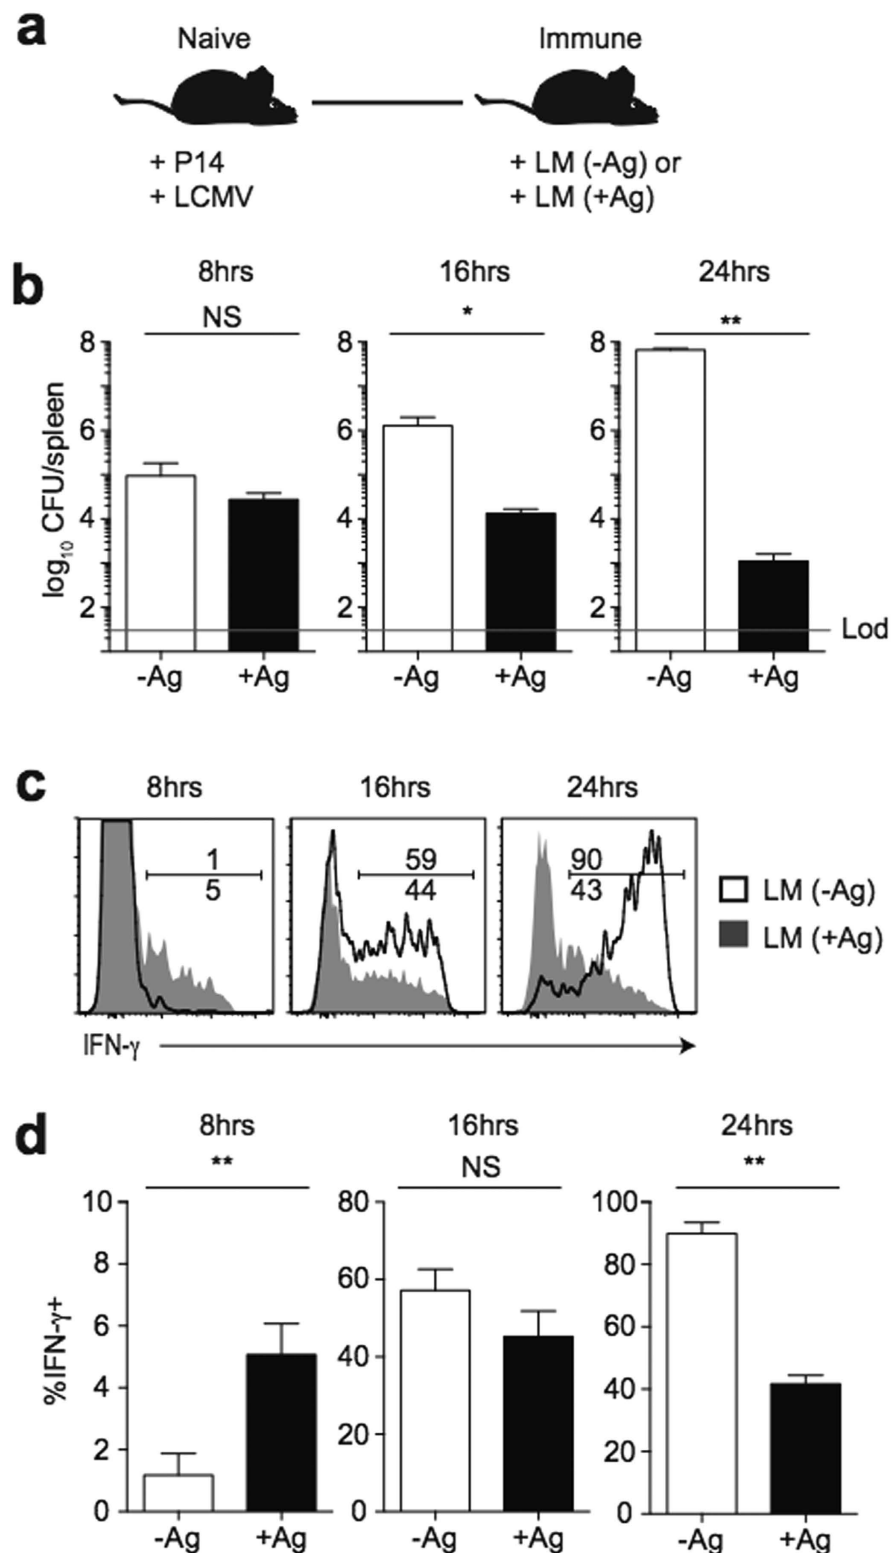 a
Naive Immune
+ P14 + LM (-Ag) or
+ LCMV + LM (+Ag)
b
8hrs 16hrs 24hrs
NS * **
log10 CFU/spleen
8 8 8
6 6 6
4 4 4
2 2 2
Lod
-Ag +Ag -Ag +Ag -Ag +Ag
c
8hrs 16hrs 24hrs
1 59 90
5 44 43
LM (-Ag)
LM (+Ag)
IFN-γ
d
8hrs 16hrs 24hrs
** NS **
%IFN-γ+
10 80 100
8 60 80
6 40 60
4 20 40
2 0 20
0 0
-Ag +Ag -Ag +Ag -Ag +Ag